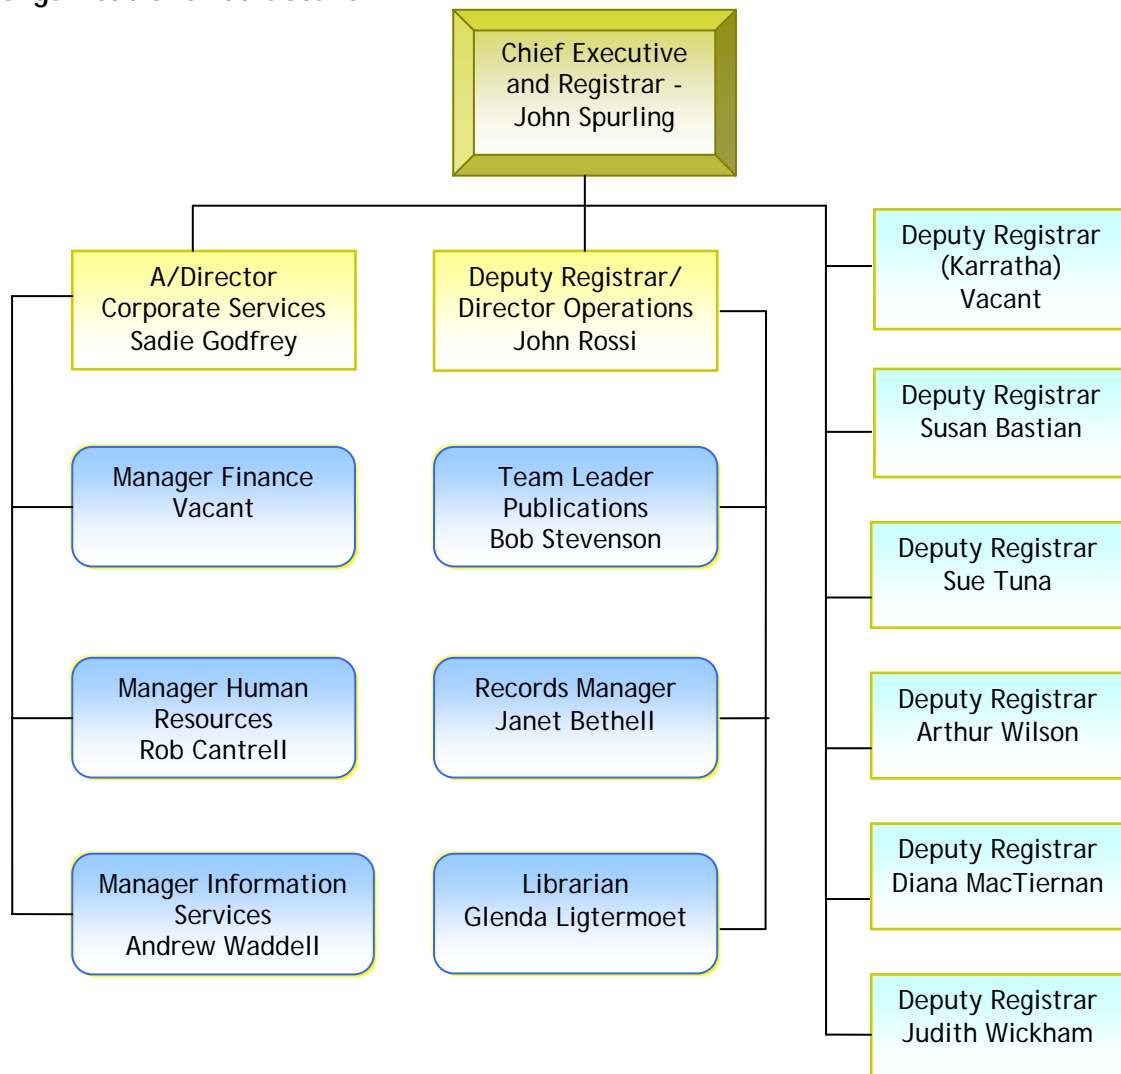 Chief Executive
and Registrar -
John Spurling
A/Director
Corporate Services
Sadie Godfrey
Deputy Registrar/
Director Operations
John Rossi
Manager Finance
Vacant
Team Leader
Publications
Bob Stevenson
Manager Human
Resources
Rob Cantrell
Records Manager
Janet Bethell
Manager Information
Services
Andrew Waddell
Librarian
Glenda Ligtermoet
Deputy Registrar
(Karratha)
Vacant
Deputy Registrar
Susan Bastian
Deputy Registrar
Sue Tuna
Deputy Registrar
Arthur Wilson
Deputy Registrar
Diana MacTiernan
Deputy Registrar
Judith Wickham